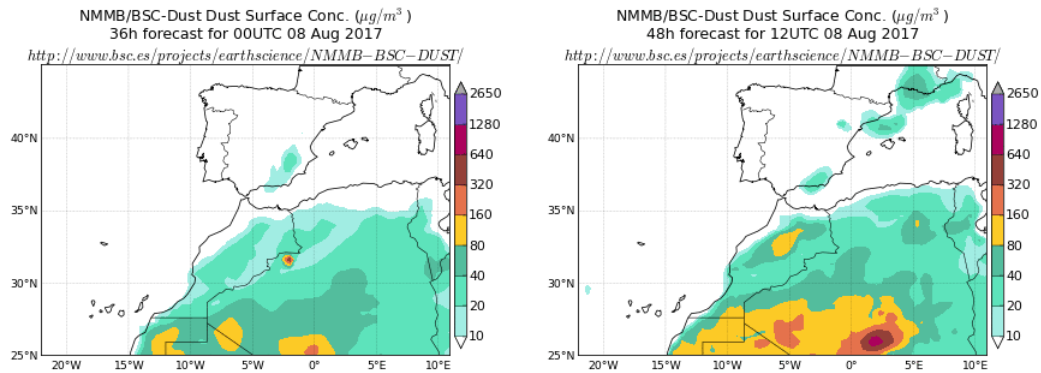 NMMB/BSC-Dust Dust Surface Conc. (μg/m³ )
36h forecast for 00UTC 08 Aug 2017
http://www.bsc.es/projects/earthscience/NMMB−BSC−DUST/
40°N
35°N
30°N
25°N
20°W
15°W
10°W
5°W
0°E
5°E
10°E
2650
1280
640
320
160
80
40
20
10
NMMB/BSC-Dust Dust Surface Conc. (μg/m³ )
48h forecast for 12UTC 08 Aug 2017
http://www.bsc.es/projects/earthscience/NMMB−BSC−DUST/
40°N
35°N
30°N
25°N
20°W
15°W
10°W
5°W
0°E
5°E
10°E
2650
1280
640
320
160
80
40
20
10